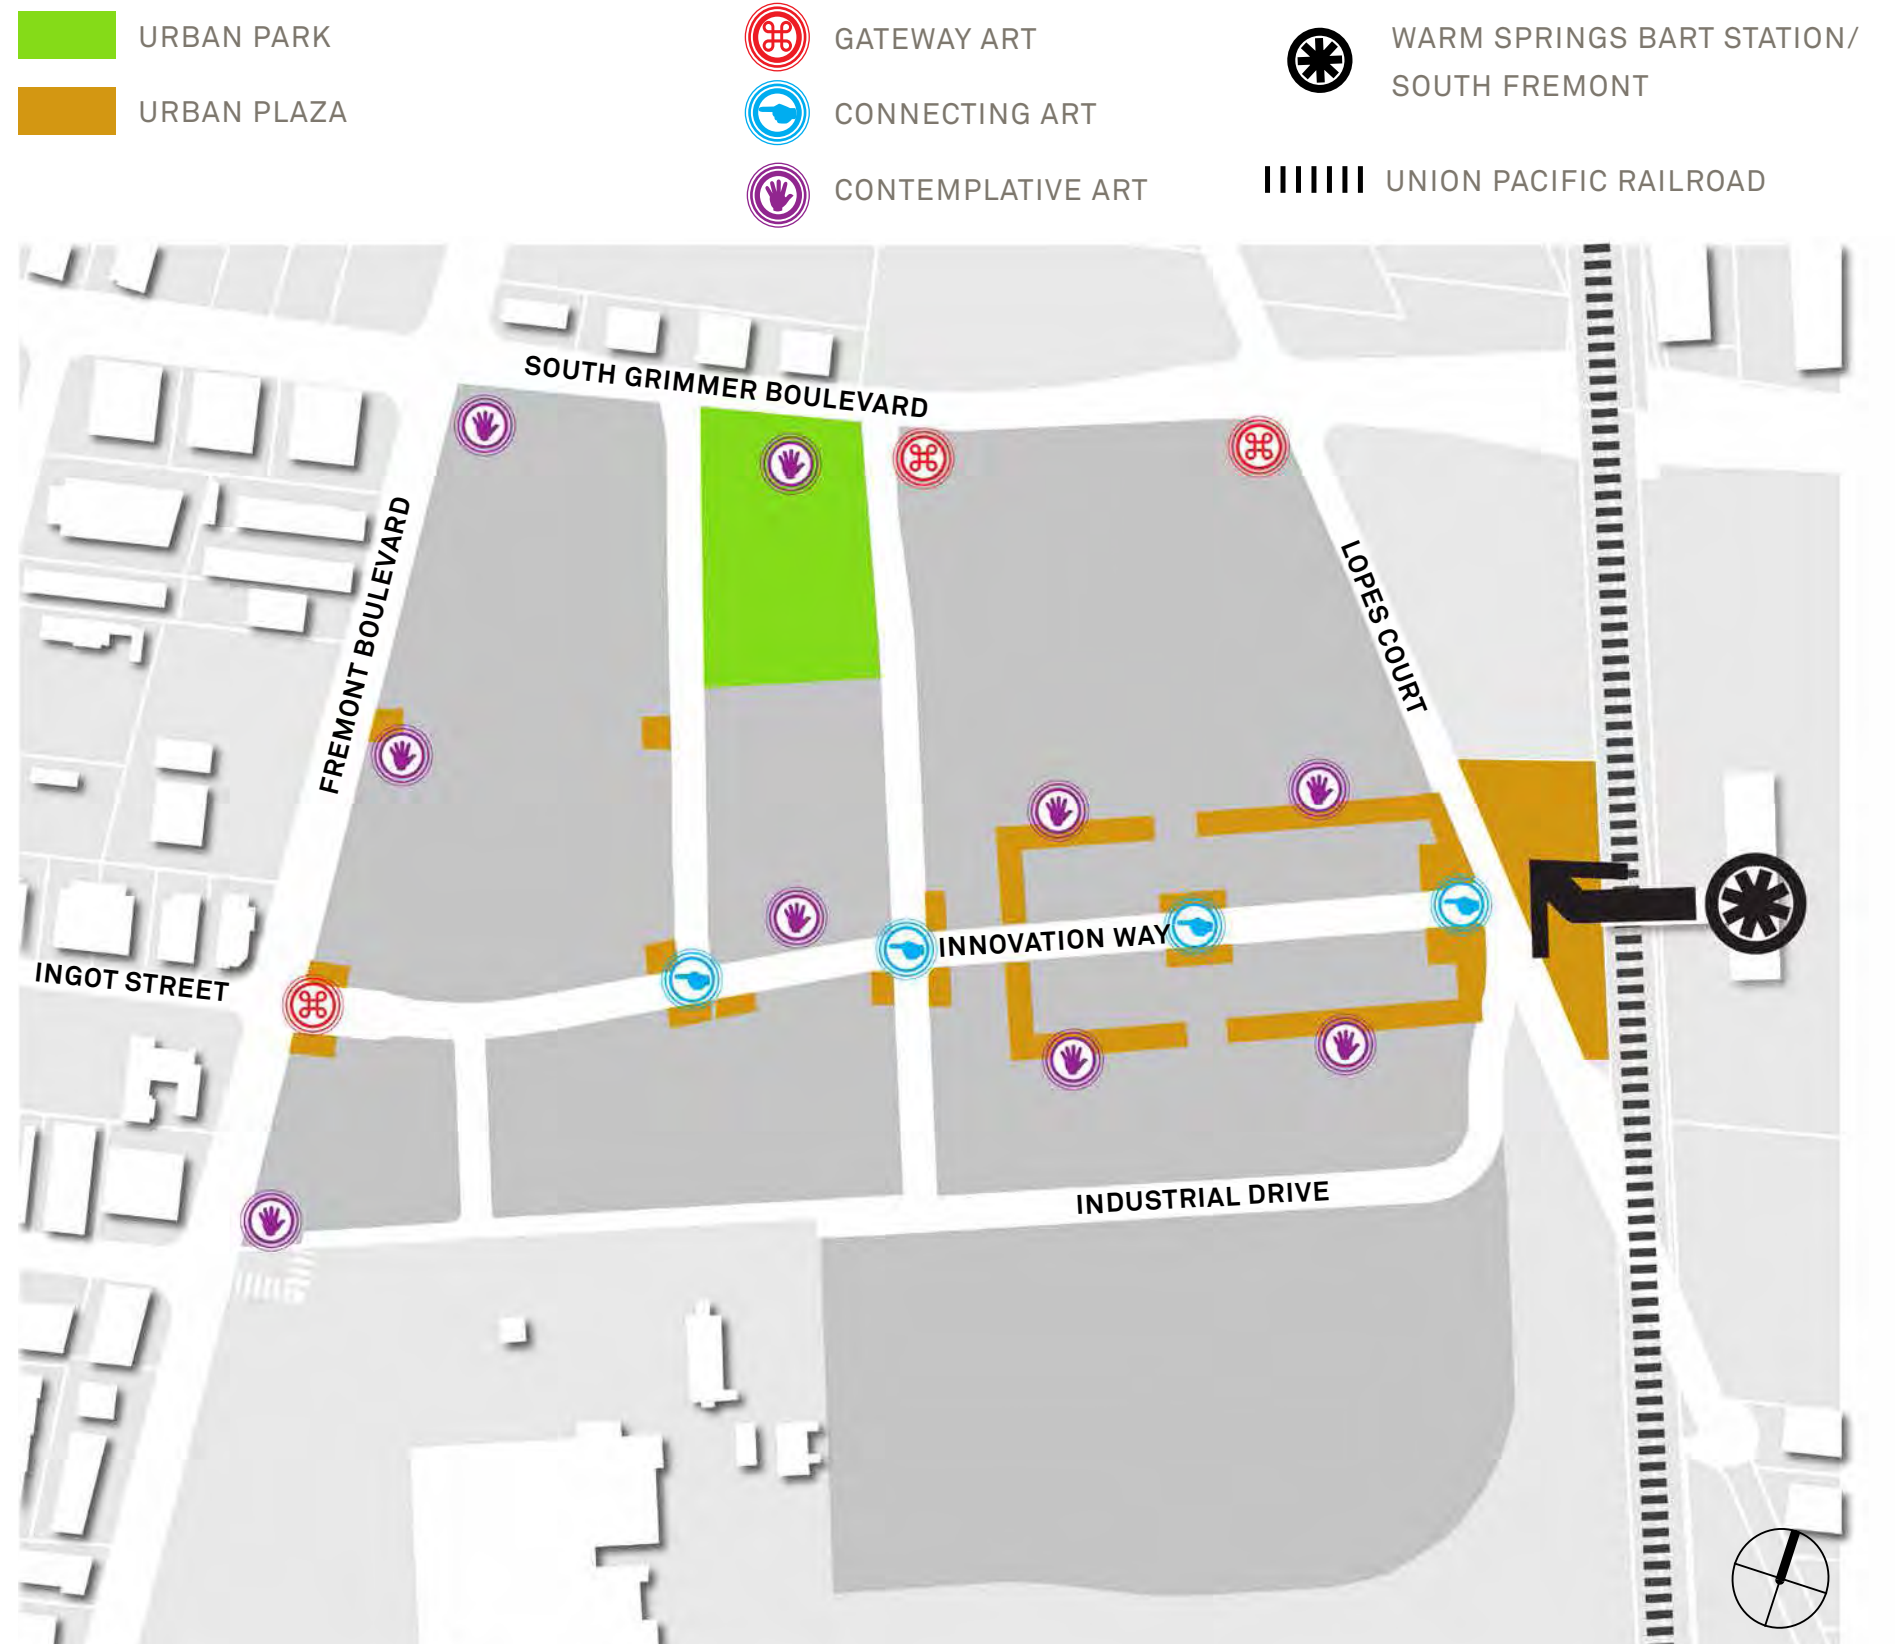 URBAN PARK
URBAN PLAZA
GATEWAY ART
CONNECTING ART
CONTEMPLATIVE ART
WARM SPRINGS BART STATION/
SOUTH FREMONT
UNION PACIFIC RAILROAD
SOUTH GRIMMER BOULEVARD
FREMONT BOULEVARD
LOPES COURT
INNOVATION WAY
INGOT STREET
INDUSTRIAL DRIVE